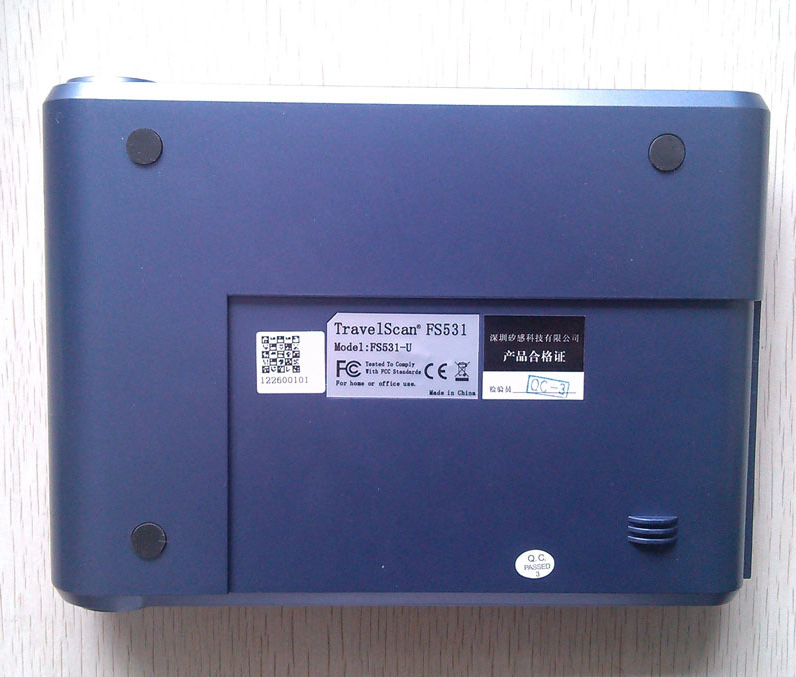 122600101
TravelScan® FS531
Model:FS531-U
FC Tested To Comply
With FCC Standards CE
For home or office use.
Made in China
深圳矽感科技有限公司
产品合格证
检验员 QC-3
Q.C.
PASSED
3